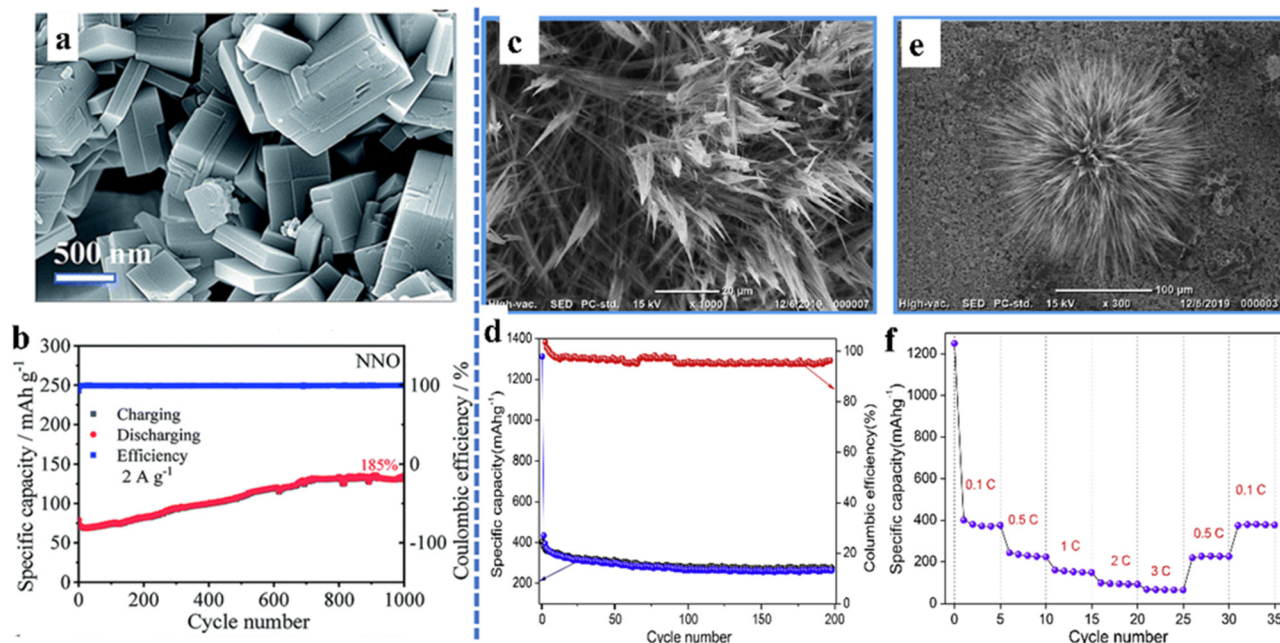 a
500 nm
c
High-vac. SED PC-std. 15 kV x 1000 20 µm 12/6/2019 000007
e
High-vac. SED PC-std. 15 kV x 300 100 µm 12/6/2019 000003
b
NNO
300
250
200
150
100
50
0
Specific capacity / mAh g⁻¹
100
0
-100
Coulombic efficiency / %
Charging
Discharging
Efficiency
2 A g⁻¹
185%
0 200 400 600 800 1000
Cycle number
d
1400
1200
1000
800
600
400
200
Specific capacity(mAhg⁻¹)
100
80
60
40
20
0
Columbic efficiency(%)
0 50 100 150 200
Cycle number
f
1200
1000
800
600
400
200
0
Specific capacity(mAhg⁻¹)
0.1 C
0.5 C
1 C
2 C
3 C
0.5 C
0.1 C
0 5 10 15 20 25 30 35
Cycle number